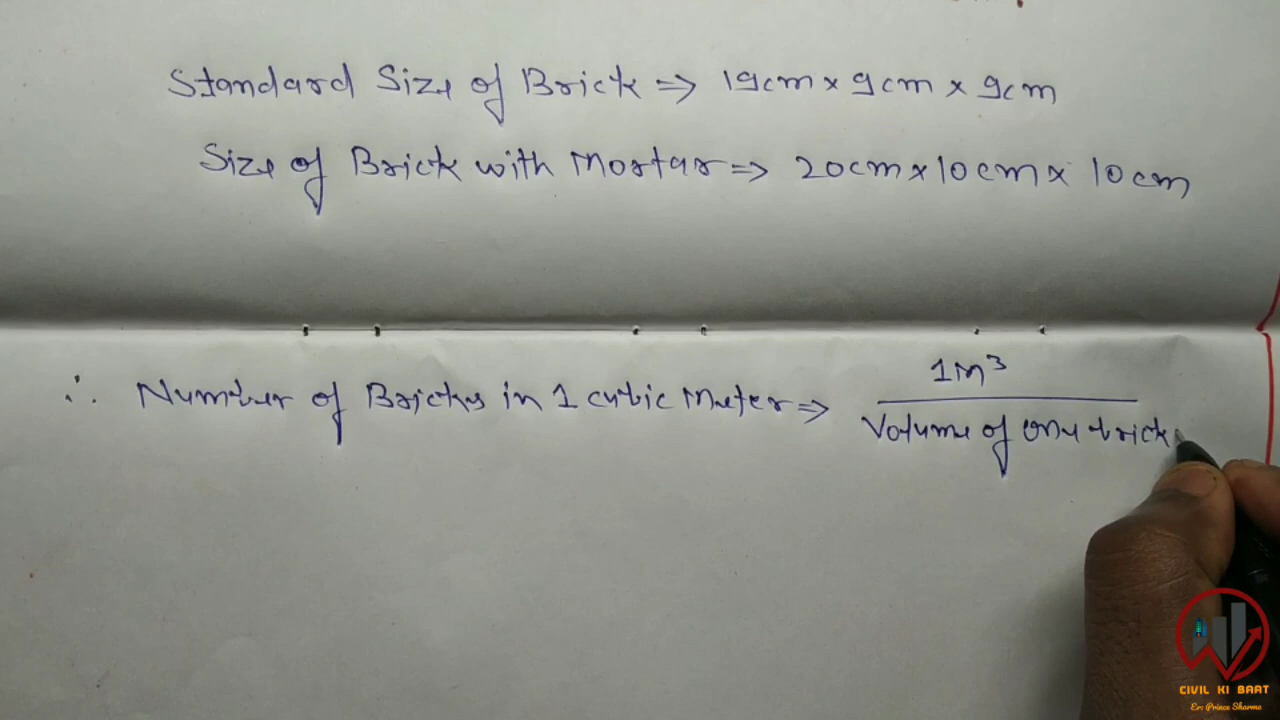 Standard Size of Brick ⇒ 19cm × 9cm × 9cm
Size of Brick with Mortar ⇒ 20cm × 10cm × 10cm
∴ Number of Bricks in 1 cubic Meter ⇒ 1m³
Volume of one brick
CIVIL KI BAAT
Er: Prince Sharma